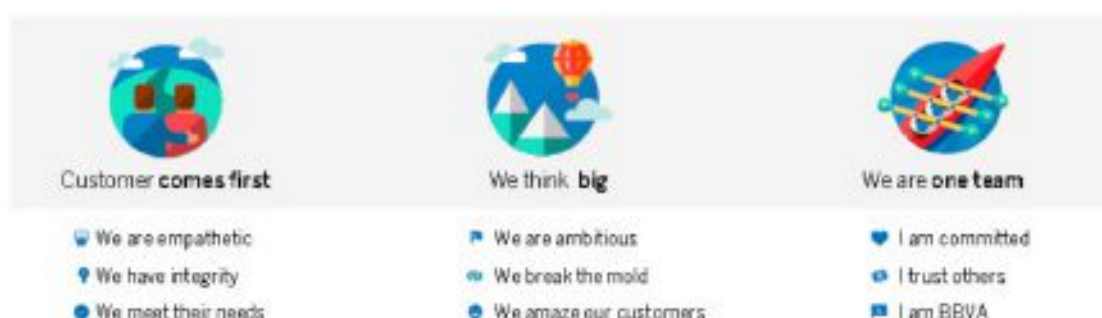 Customer comes first
We think big
We are one team
We are empathetic
We have integrity
We meet their needs
We are ambitious
We break the mold
We amaze our customers
I am committed
I trust others
I am BBVA